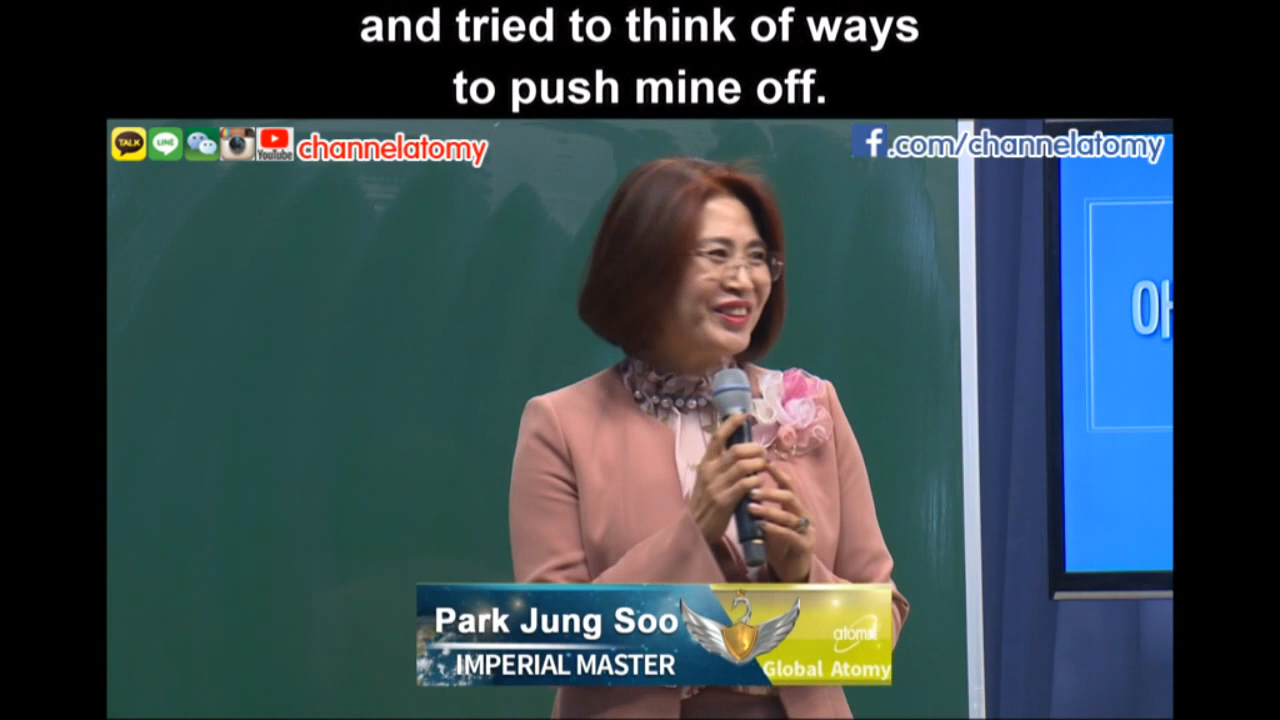 and tried to think of ways
to push mine off.
TALK
LINE
YouTube
channelatomy
f.com/channelatomy
Park Jung Soo
IMPERIAL MASTER
atomy
Global Atomy